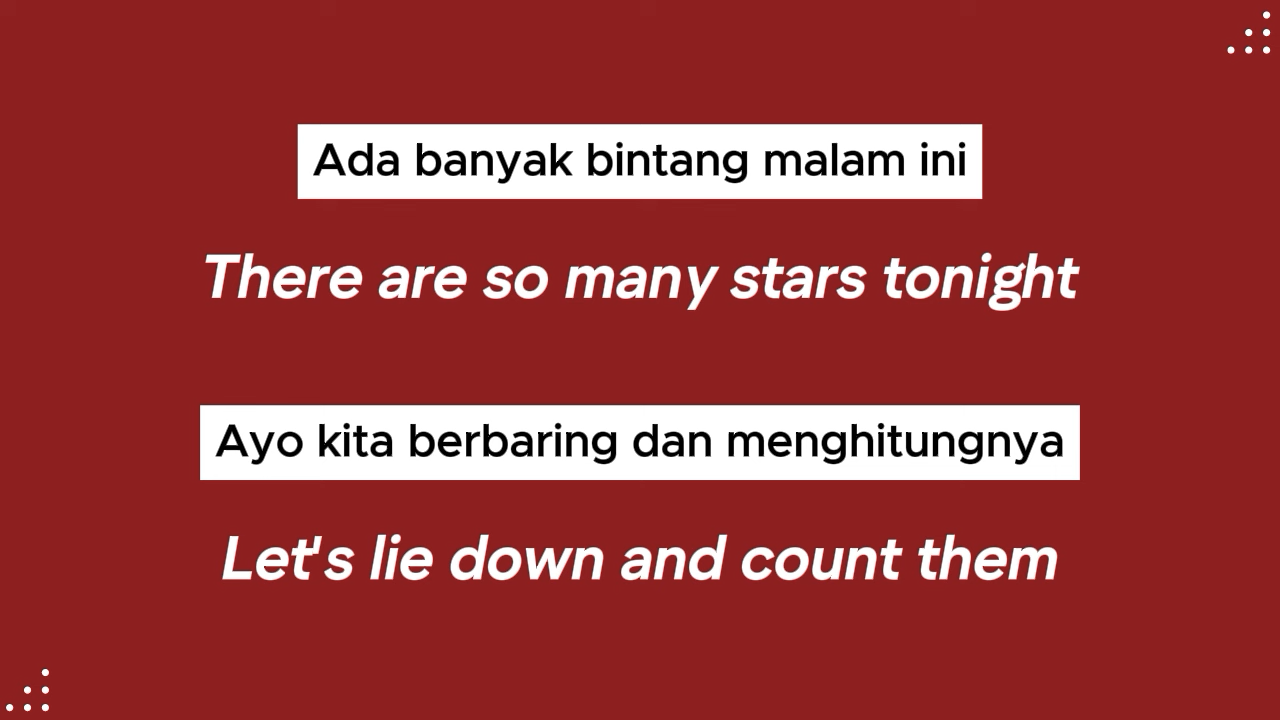 Ada banyak bintang malam ini
There are so many stars tonight
Ayo kita berbaring dan menghitungnya
Let's lie down and count them